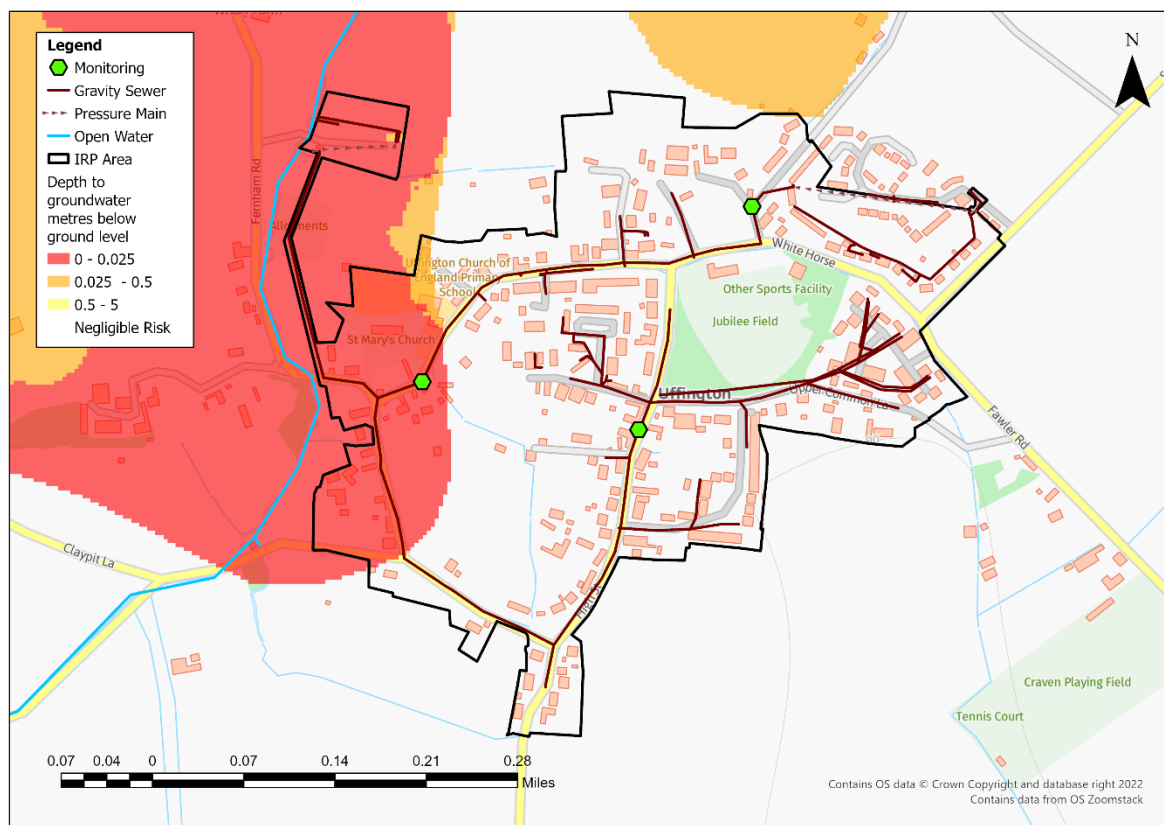 Wharf Farm
Legend
Monitoring
Gravity Sewer
Pressure Main
Open Water
IRP Area
Depth to
groundwater
metres below
ground level
0 - 0.025
0.025 - 0.5
0.5 - 5
Negligible Risk
N
Fernham Rd
Allotments
Uffington Church of
England Primary
School
St Mary's Church
White Horse
Other Sports Facility
Jubilee Field
Uffington
Upper Common La
Fawler Rd
Claypit La
High St
Craven Playing Field
Tennis Court
0.07 0.04 0 0.07 0.14 0.21 0.28
Miles
Contains OS data © Crown Copyright and database right 2022
Contains data from OS Zoomstack